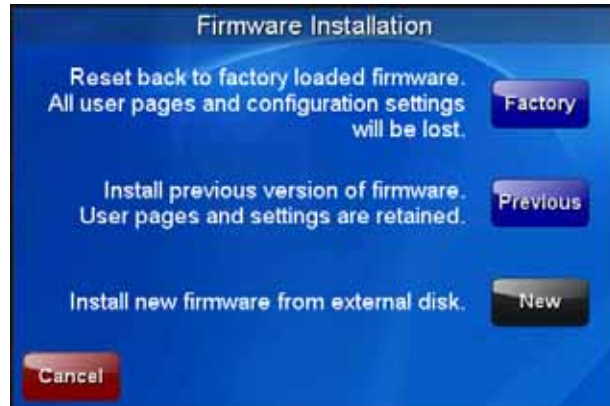 Firmware Installation
Reset back to factory loaded firmware.
All user pages and configuration settings
will be lost.
Factory
Install previous version of firmware.
User pages and settings are retained.
Previous
Install new firmware from external disk.
New
Cancel